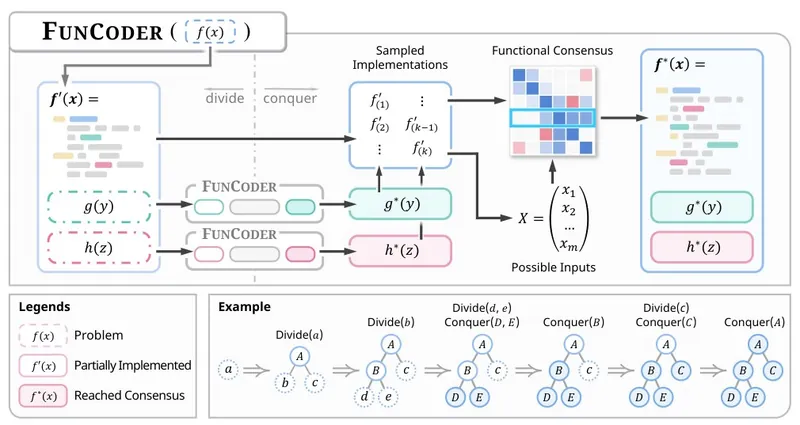 FUNCODER ( f(x) )
f′(x) =
g(y)
h(z)
divide
conquer
FUNCODER
FUNCODER
Sampled
Implementations
f′(1) ⋮
f′(2) f′(k−1)
⋮ f′(k)
g*(y)
h*(z)
Functional Consensus
X = (x1
x2
...
xm)
Possible Inputs
f*(x) =
g*(y)
h*(z)
Legends
f(x) Problem
f′(x) Partially Implemented
f*(x) Reached Consensus
Example
a
Divide(a)
A
b c
Divide(b)
A
B c
d e
Divide(d, e)
Conquer(D, E)
A
B c
D E
Conquer(B)
A
B c
D E
Divide(c)
Conquer(C)
A
B C
D E
Conquer(A)
A
B C
D E